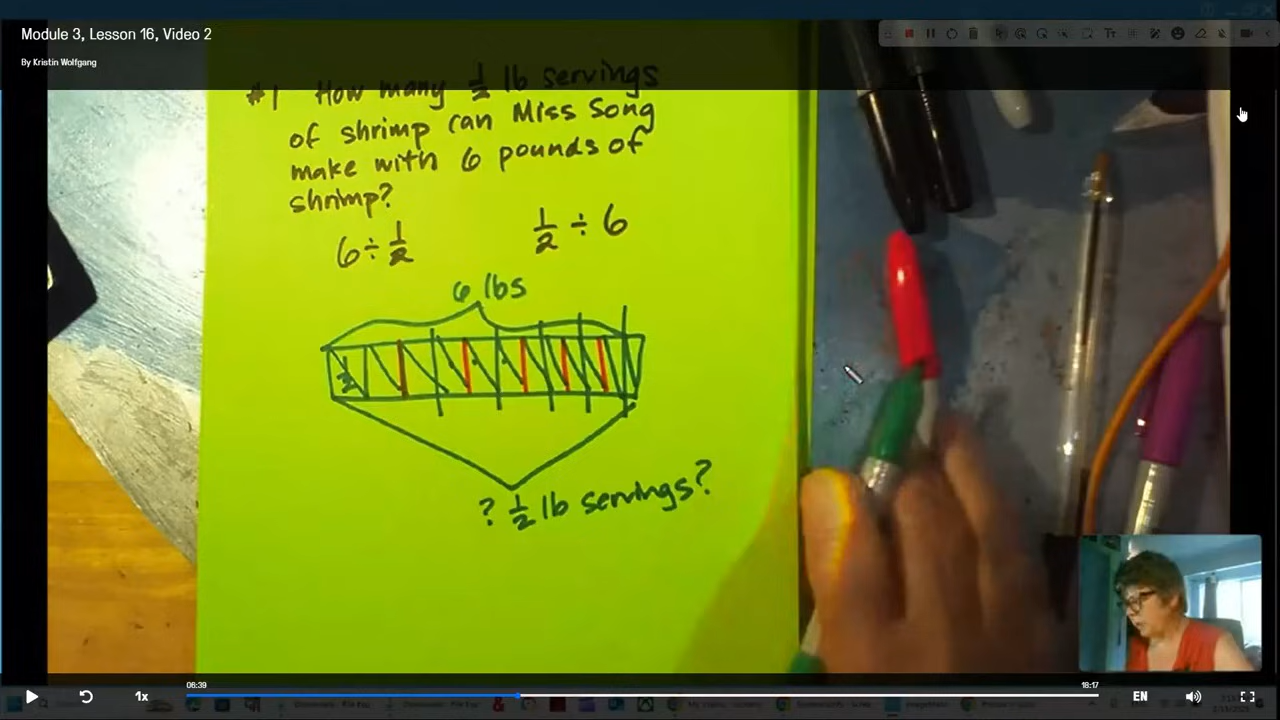 Module 3, Lesson 16, Video 2
By Kristin Wolfgang
#1 How many 1/2 lb servings
of shrimp can Miss Song
make with 6 pounds of
shrimp?
6 ÷ 1/2
1/2 ÷ 6
6 lbs
1/2
? 1/2 lb servings?
1x
06:39
18:17
EN